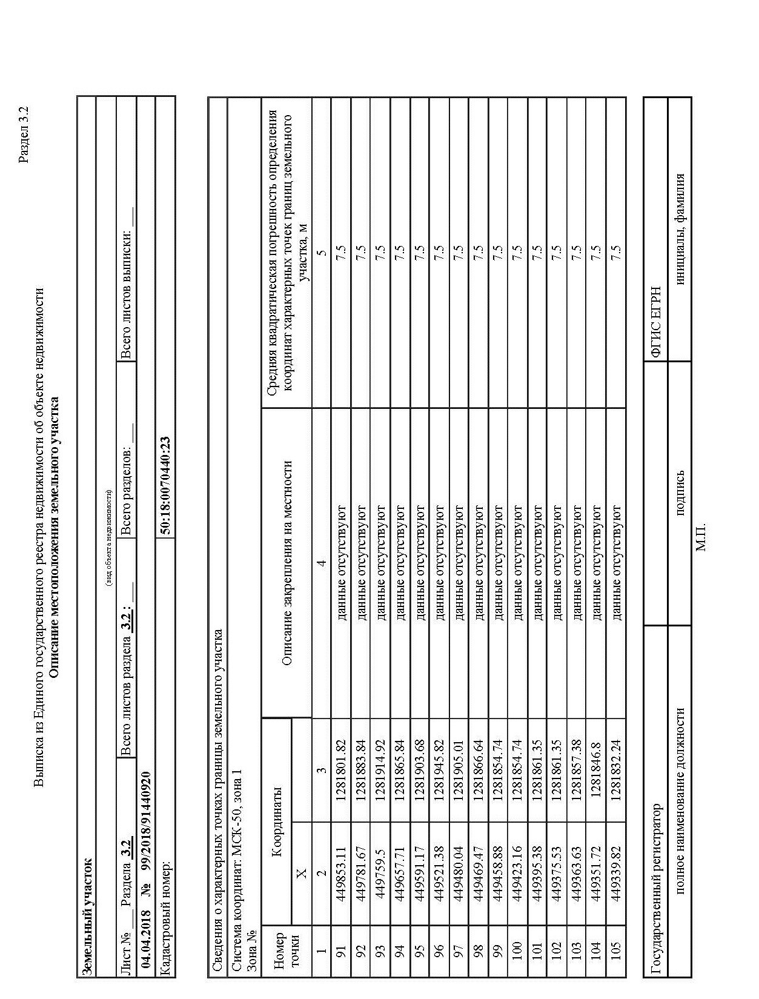 Раздел 3.2
Выписка из Единого государственного реестра недвижимости об объекте недвижимости
Описание местоположения земельного участка
Земельный участок
(вид объекта недвижимости)
Лист № ___ Раздела 3.2 Всего листов раздела 3.2 : ___ Всего разделов: ___ Всего листов выписки: ___
04.04.2018 № 99/2018/91440920
Кадастровый номер: 50:18:0070440:23
Сведения о характерных точках границы земельного участка
Система координат: МСК-50, зона 1
Зона №
Номер точки Координаты Описание закрепления на местности Средняя квадратическая погрешность определения
координат характерных точек границ земельного
участка, м
X
1 2 3 4 5
91 449853.11 1281801.82 данные отсутствуют 7.5
92 449781.67 1281883.84 данные отсутствуют 7.5
93 449759.5 1281914.92 данные отсутствуют 7.5
94 449657.71 1281865.84 данные отсутствуют 7.5
95 449591.17 1281903.68 данные отсутствуют 7.5
96 449521.38 1281945.82 данные отсутствуют 7.5
97 449480.04 1281905.01 данные отсутствуют 7.5
98 449469.47 1281866.64 данные отсутствуют 7.5
99 449458.88 1281854.74 данные отсутствуют 7.5
100 449423.16 1281854.74 данные отсутствуют 7.5
101 449395.38 1281861.35 данные отсутствуют 7.5
102 449375.53 1281861.35 данные отсутствуют 7.5
103 449363.63 1281857.38 данные отсутствуют 7.5
104 449351.72 1281846.8 данные отсутствуют 7.5
105 449339.82 1281832.24 данные отсутствуют 7.5
Государственный регистратор ФГИС ЕГРН
полное наименование должности подпись инициалы, фамилия
М.П.